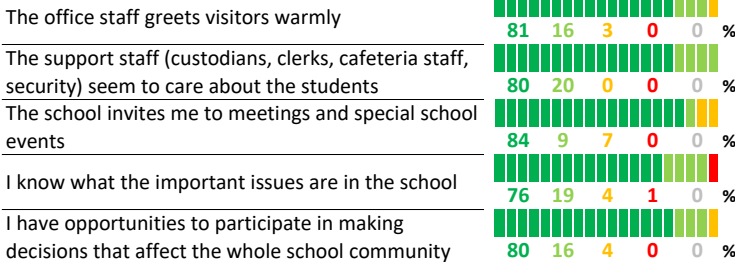 The office staff greets visitors warmly
81 16 3 0 0 %
The support staff (custodians, clerks, cafeteria staff,
security) seem to care about the students
80 20 0 0 0 %
The school invites me to meetings and special school
events
84 9 7 0 0 %
I know what the important issues are in the school
76 19 4 1 0 %
I have opportunities to participate in making
decisions that affect the whole school community
80 16 4 0 0 %